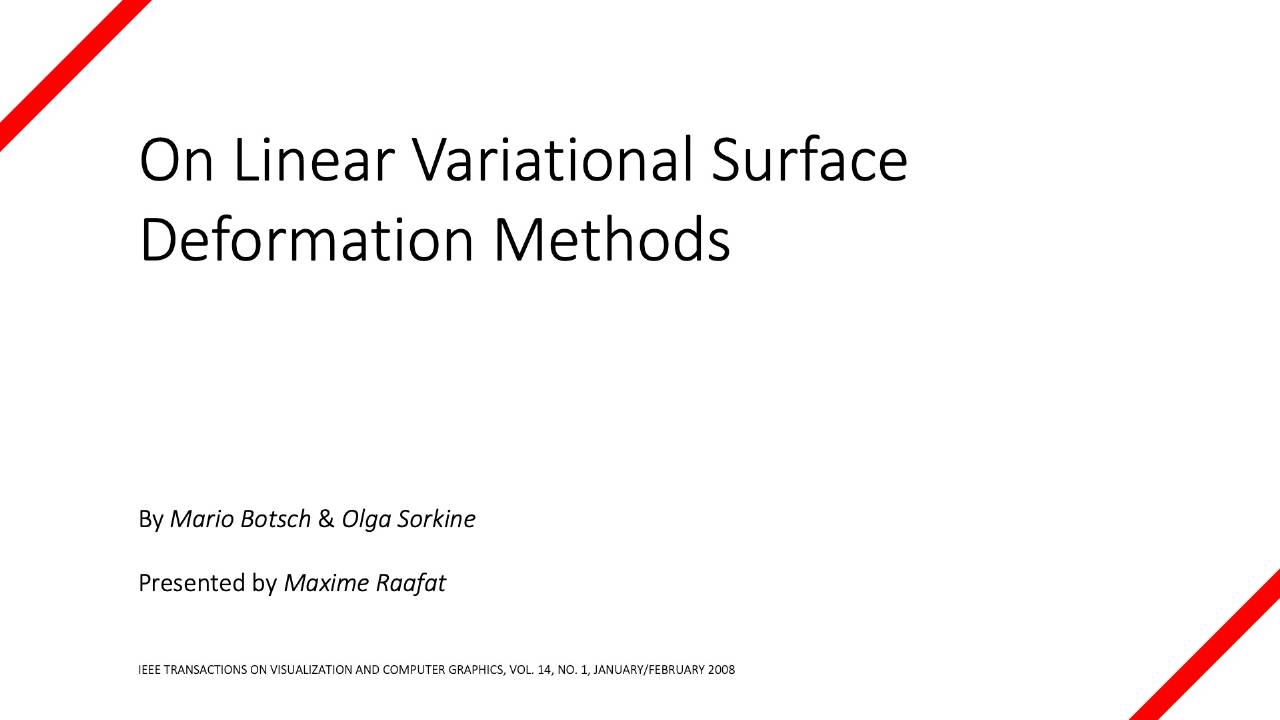 On Linear Variational Surface
Deformation Methods
By Mario Botsch & Olga Sorkine
Presented by Maxime Raafat
IEEE TRANSACTIONS ON VISUALIZATION AND COMPUTER GRAPHICS, VOL. 14, NO. 1, JANUARY/FEBRUARY 2008